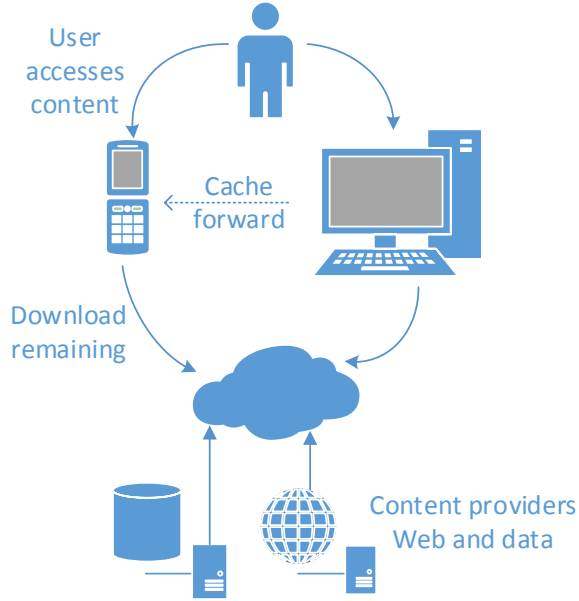 User
accesses
content
Cache
forward
Download
remaining
Content providers
Web and data